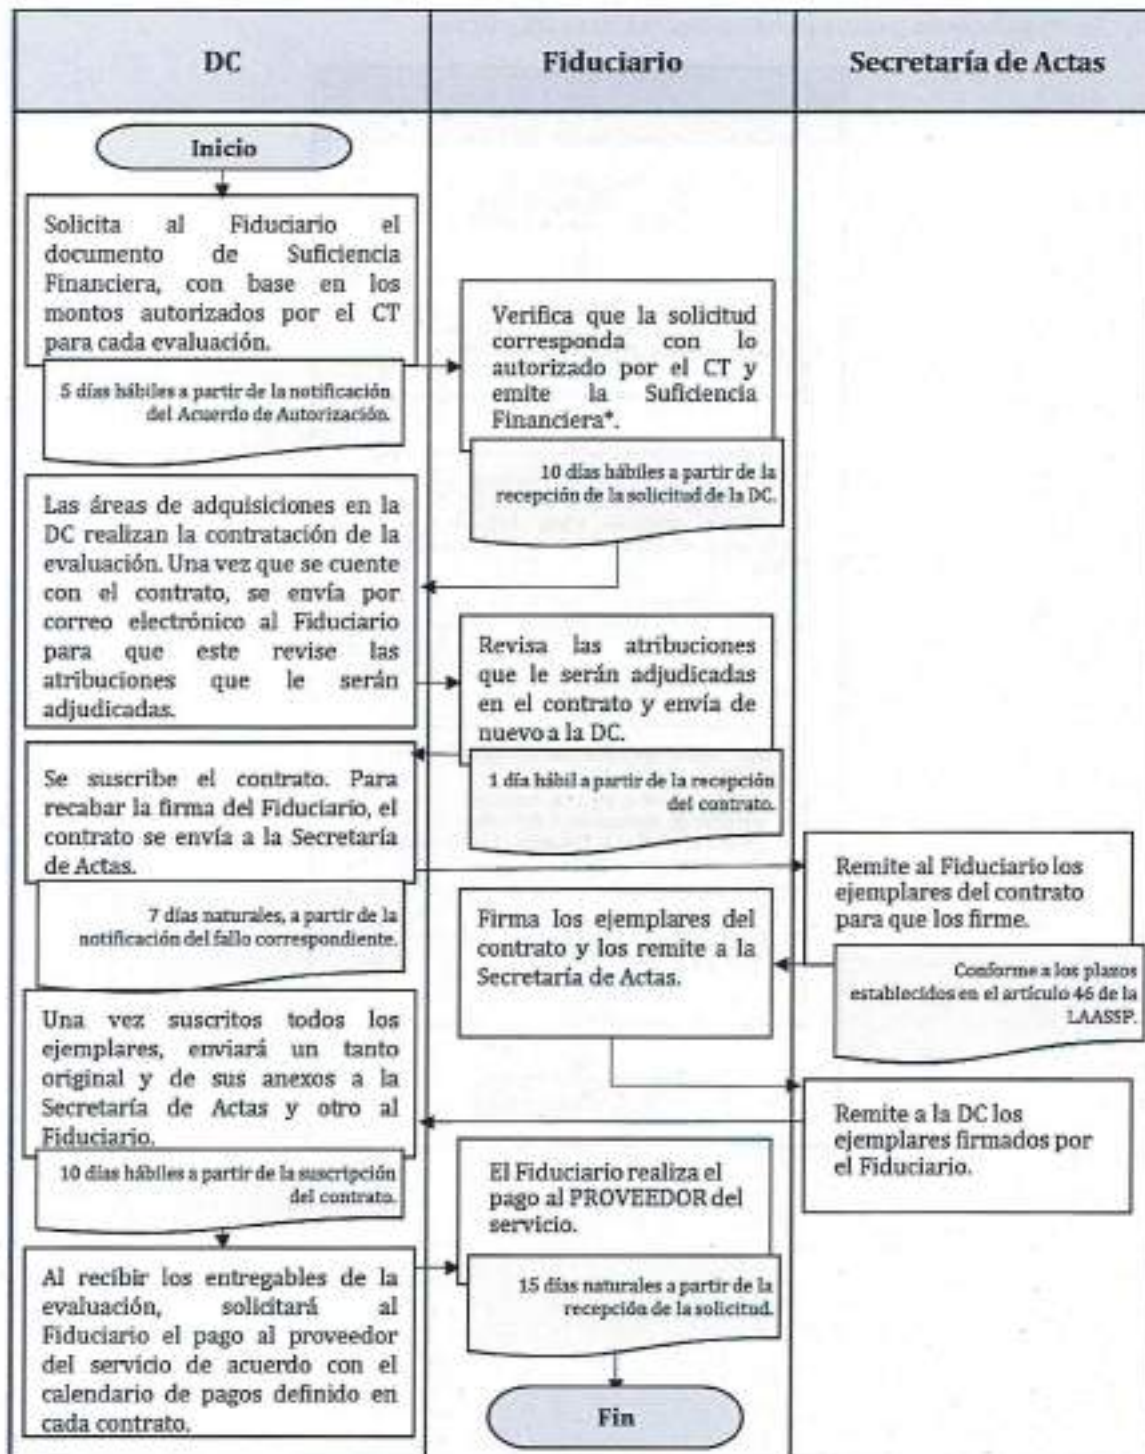 DC
Fiduciario
Secretaría de Actas
Inicio
Solicita al Fiduciario el
documento de Suficiencia
Financiera, con base en los
montos autorizados por el CT
para cada evaluación.
5 días hábiles a partir de la notificación
del Acuerdo de Autorización.
Verifica que la solicitud
corresponda con lo
autorizado por el CT y
emite la Suficiencia
Financiera*.
10 días hábiles a partir de la
recepción de la solicitud de la DC.
Las áreas de adquisiciones en la
DC realizan la contratación de la
evaluación. Una vez que se cuente
con el contrato, se envía por
correo electrónico al Fiduciario
para que este revise las
atribuciones que le serán
adjudicadas.
Revisa las atribuciones
que le serán adjudicadas
en el contrato y envía de
nuevo a la DC.
1 día hábil a partir de la recepción
del contrato.
Se suscribe el contrato. Para
recabar la firma del Fiduciario, el
contrato se envía a la Secretaría
de Actas.
7 días naturales, a partir de la
notificación del fallo correspondiente.
Remite al Fiduciario los
ejemplares del contrato
para que los firme.
Conforme a los plazos
establecidos en el artículo 46 de la
LAASSP.
Firma los ejemplares del
contrato y los remite a la
Secretaría de Actas.
Remite a la DC los
ejemplares firmados por
el Fiduciario.
Una vez suscritos todos los
ejemplares, enviará un tanto
original y de sus anexos a la
Secretaría de Actas y otro al
Fiduciario.
10 días hábiles a partir de la suscripción
del contrato.
Al recibir los entregables de la
evaluación, solicitará al
Fiduciario el pago al proveedor
del servicio de acuerdo con el
calendario de pagos definido en
cada contrato.
El Fiduciario realiza el
pago al PROVEEDOR del
servicio.
15 días naturales a partir de la
recepción de la solicitud.
Fin